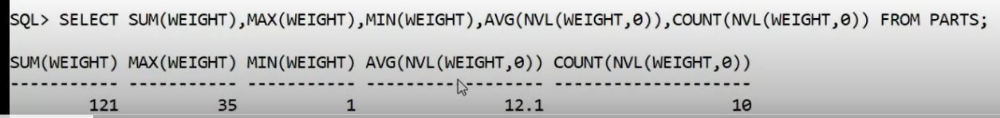 SQL> SELECT SUM(WEIGHT),MAX(WEIGHT),MIN(WEIGHT),AVG(NVL(WEIGHT,0)),COUNT(NVL(WEIGHT,0)) FROM PARTS;
SUM(WEIGHT) MAX(WEIGHT) MIN(WEIGHT) AVG(NVL(WEIGHT,0)) COUNT(NVL(WEIGHT,0))
----------- ----------- ----------- ------------------ --------------------
121 35 1 12.1 10